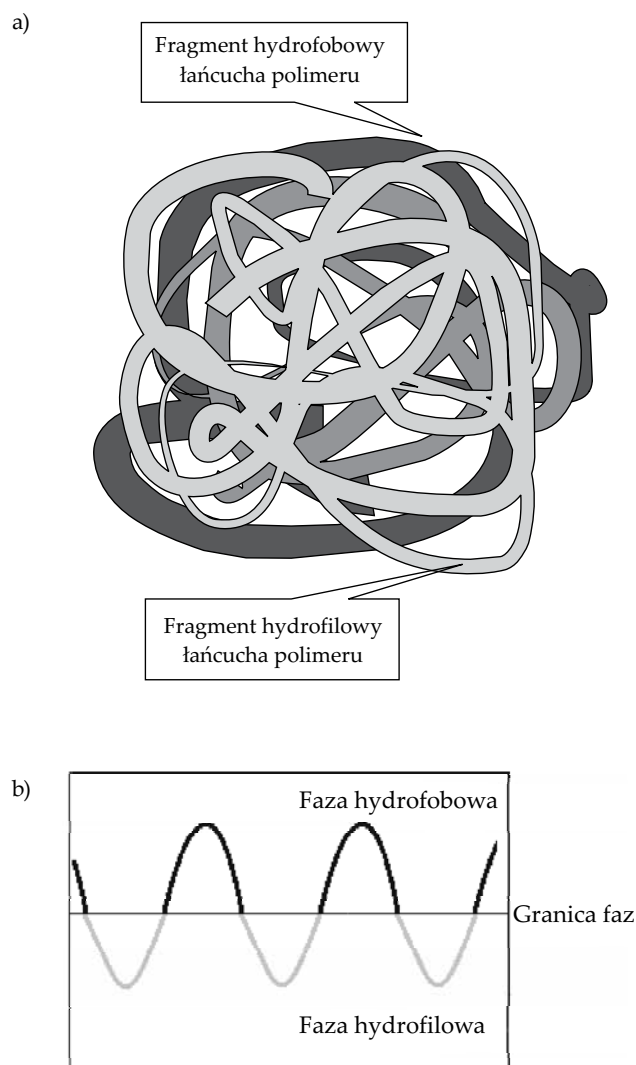 a)
Fragment hydrofobowy
łańcucha polimeru
Fragment hydrofilowy
łańcucha polimeru
b)
Faza hydrofobowa
Granica faz
Faza hydrofilowa